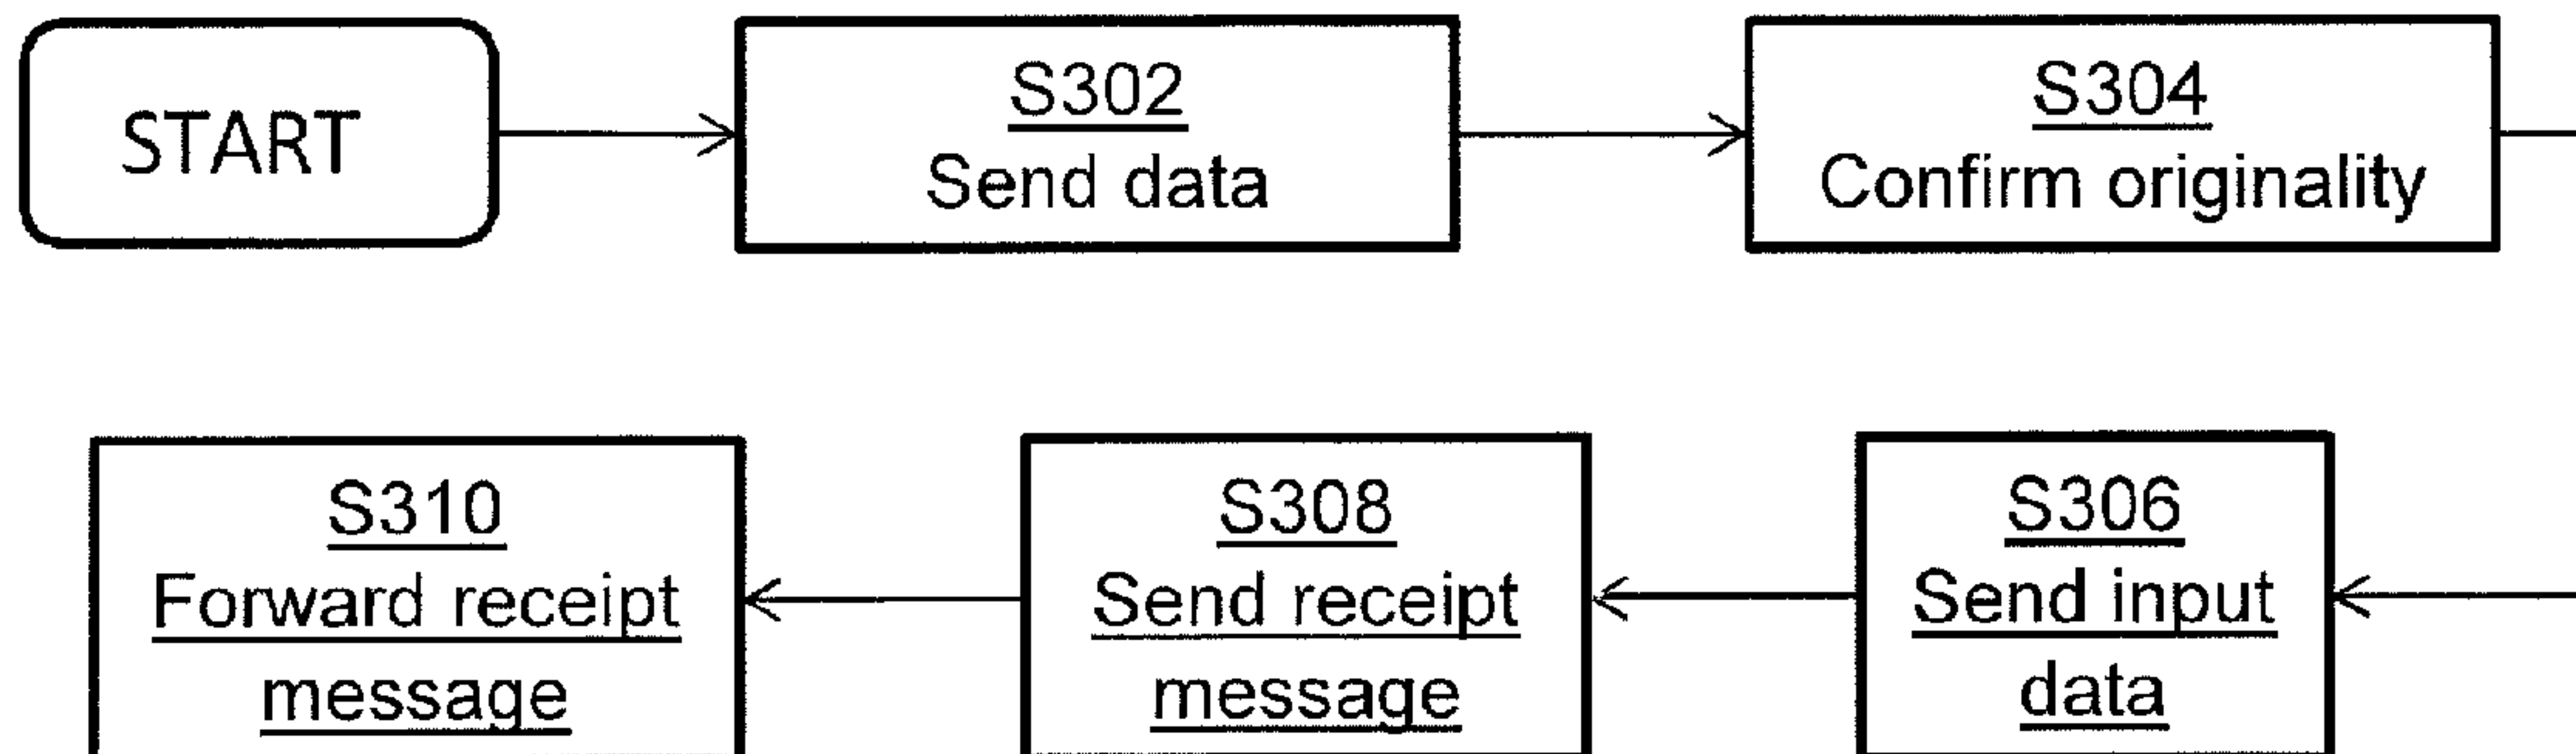 START
S302
Send data
S304
Confirm originality
S310
Forward receipt
message
S308
Send receipt
message
S306
Send input
data